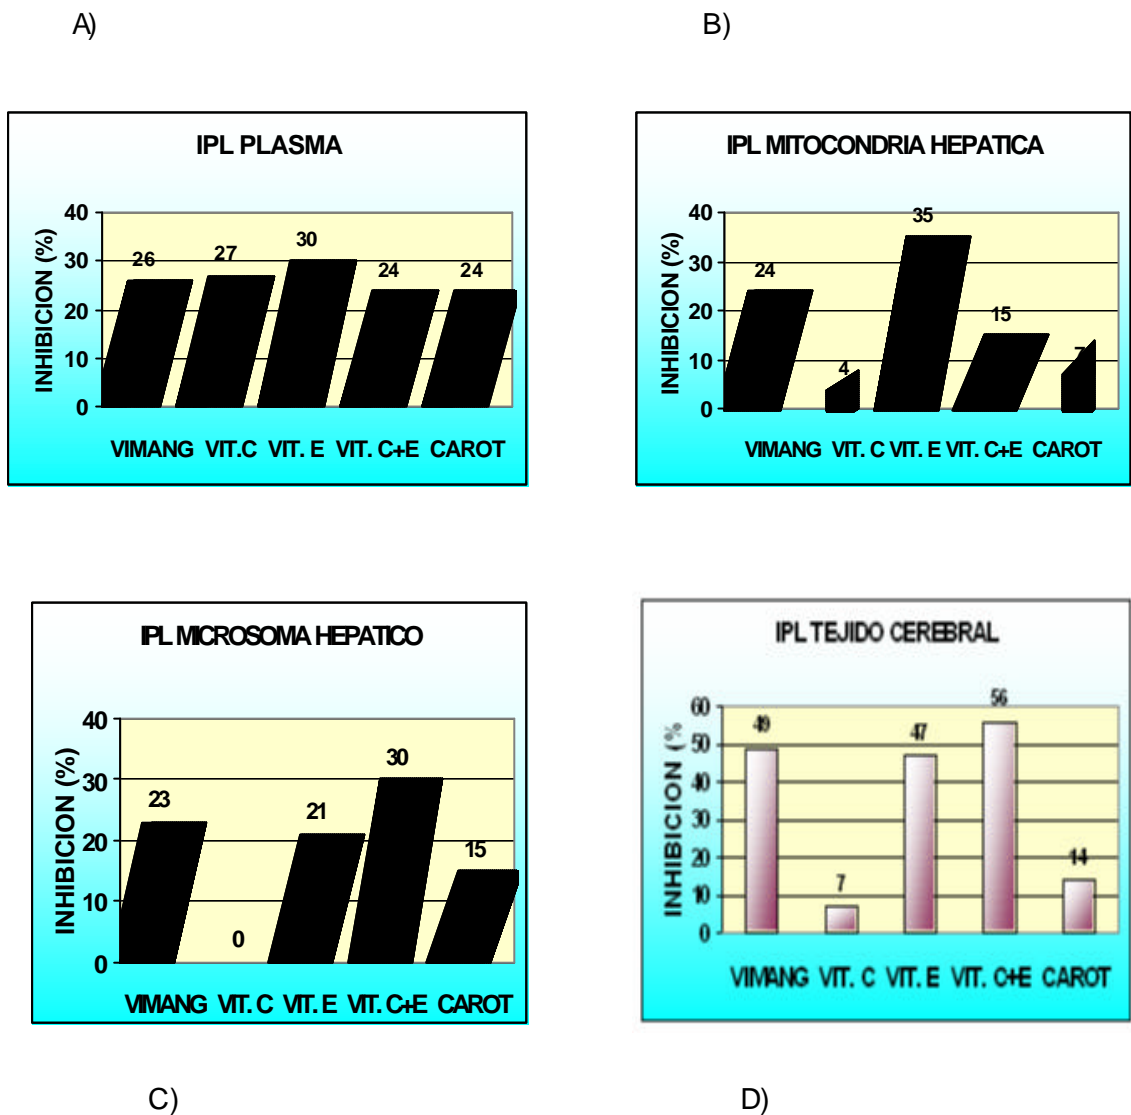 A)
B)
IPL PLASMA
INHIBICION (%)
40
30
20
10
0
26
27
30
24
24
VIMANG VIT.C VIT. E VIT. C+E CAROT
IPL MITOCONDRIA HEPATICA
INHIBICION (%)
40
30
20
10
0
24
4
35
15
7
VIMANG VIT. C VIT. E VIT. C+E CAROT
IPL MICROSOMA HEPATICO
INHIBICION (%)
40
30
20
10
0
23
0
21
30
15
VIMANG VIT. C VIT. E VIT. C+E CAROT
IPL TEJIDO CEREBRAL
INHIBICION (%
60
50
40
30
20
10
0
49
7
47
56
14
VIMANG VIT. C VIT. E VIT. C+E CAROT
C)
D)